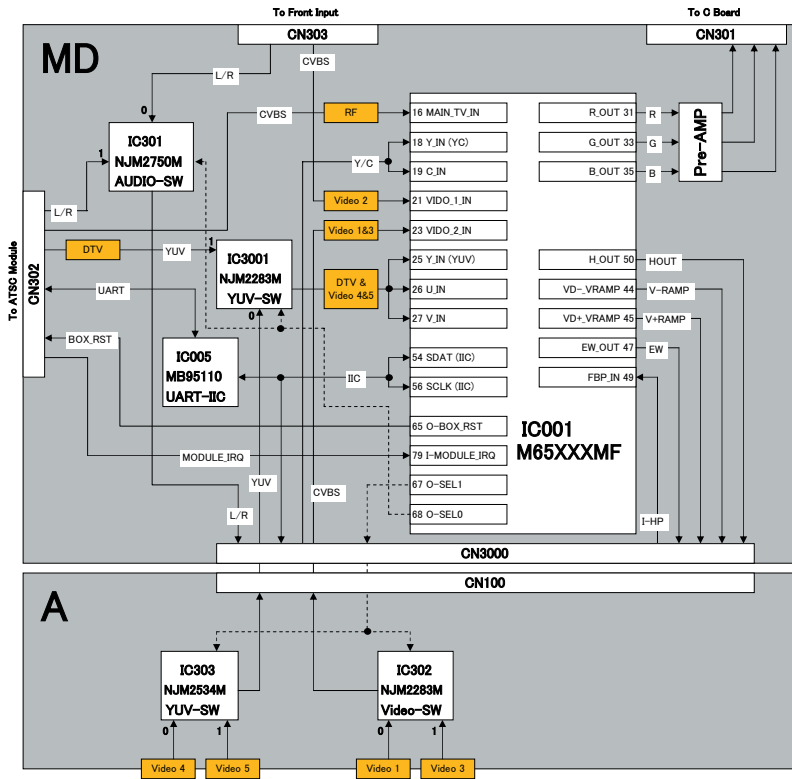 To Front Input
To C Board
CN303
CN301
MD
CVBS
L/R
0
CVBS
RF
16 MAIN_TV_IN
R_OUT 31
R
Pre-AMP
1
IC301
NJM2750M
AUDIO-SW
18 Y_IN (YC)
G_OUT 33
G
Y/C
19 C_IN
B_OUT 35
B
L/R
Video 2
21 VIDO_1_IN
Video 1&3
23 VIDO_2_IN
To ATSC Module
CN302
DTV
YUV
1
IC3001
NJM2283M
YUV-SW
0
DTV &
Video 4&5
25 Y_IN (YUV)
H_OUT 50
HOUT
26 U_IN
VD-_VRAMP 44
V-RAMP
UART
27 V_IN
VD+_VRAMP 45
V+RAMP
BOX_RST
IC005
MB95110
UART-IIC
IIC
54 SDAT (IIC)
EW_OUT 47
EW
56 SCLK (IIC)
FBP_IN 49
65 O-BOX_RST
IC001
M65XXXMF
MODULE_IRQ
79 I-MODULE_IRQ
YUV
67 O-SEL1
CVBS
68 O-SEL0
L/R
I-HP
CN3000
CN100
A
IC303
NJM2534M
YUV-SW
IC302
NJM2283M
Video-SW
0
1
0
1
Video 4
Video 5
Video 1
Video 3